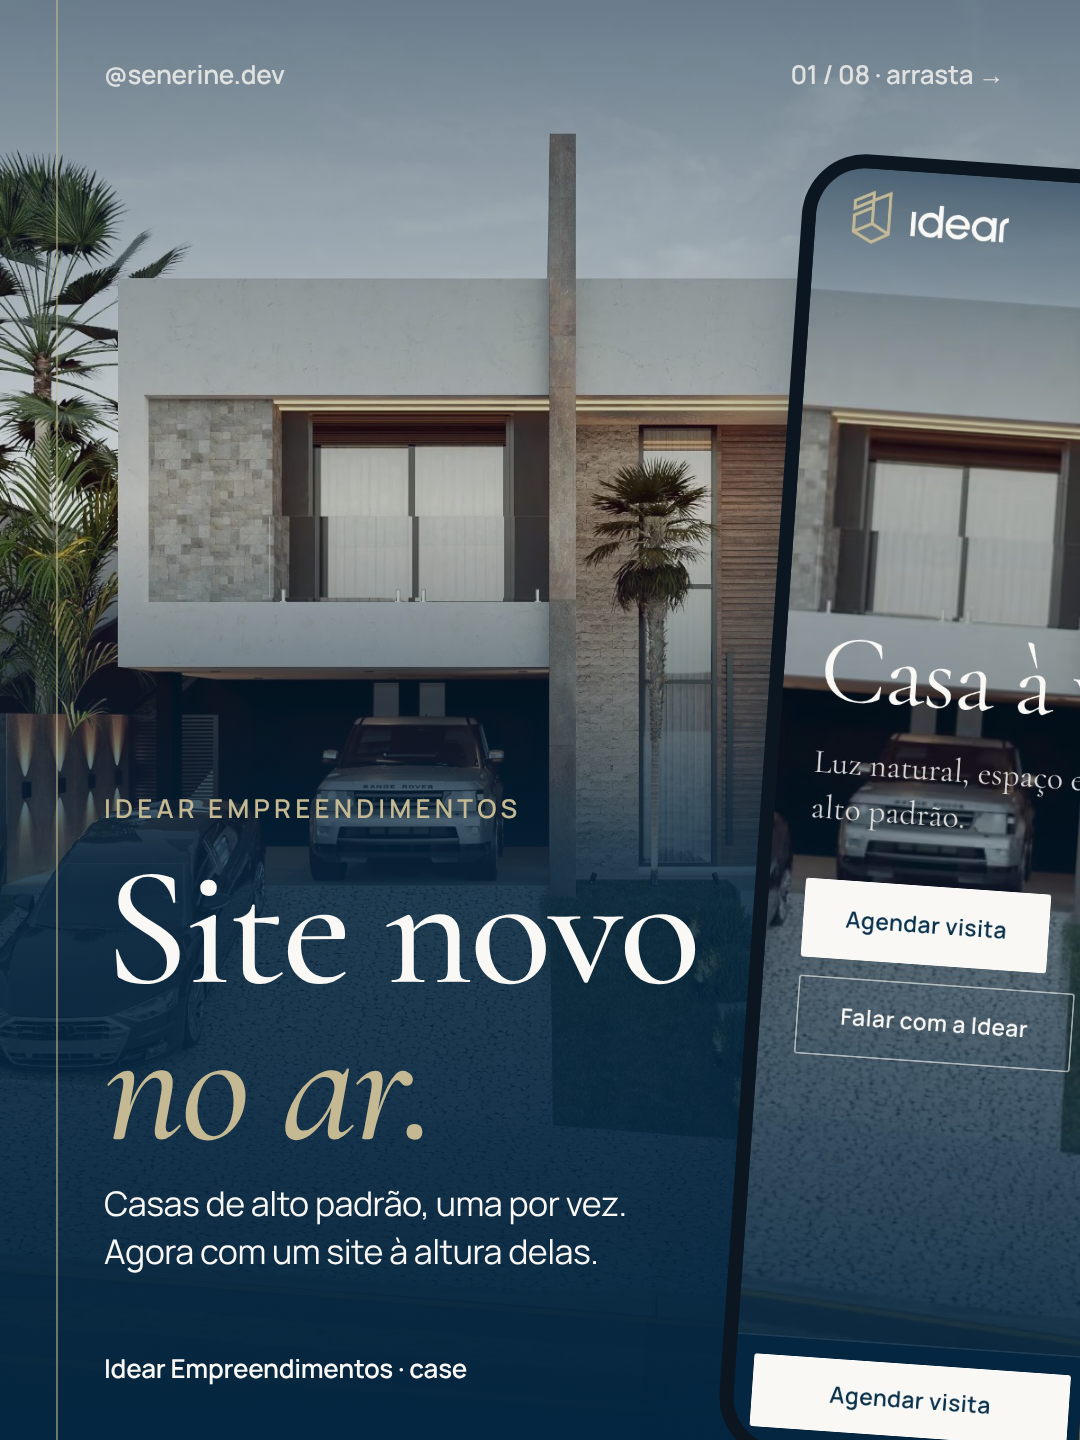 @senerine.dev
01 / 08 · arrasta →
idear
RANGE ROVER
IDEAR EMPREENDIMENTOS
Site novo
no ar.
Casas de alto padrão, uma por vez.
Agora com um site à altura delas.
Idear Empreendimentos · case
Casa à
Luz natural, espaço e
alto padrão.
Agendar visita
Falar com a Idear
Agendar visita